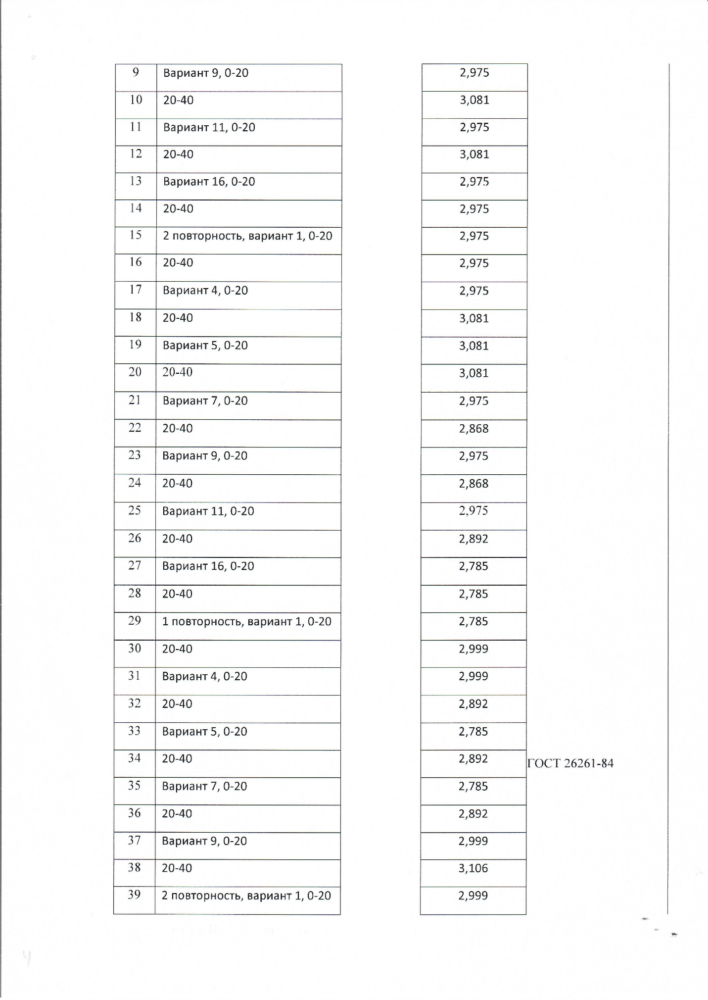 9 Вариант 9, 0-20 2,975
10 20-40 3,081
11 Вариант 11, 0-20 2,975
12 20-40 3,081
13 Вариант 16, 0-20 2,975
14 20-40 2,975
15 2 повторность, вариант 1, 0-20 2,975
16 20-40 2,975
17 Вариант 4, 0-20 2,975
18 20-40 3,081
19 Вариант 5, 0-20 3,081
20 20-40 3,081
21 Вариант 7, 0-20 2,975
22 20-40 2,868
23 Вариант 9, 0-20 2,975
24 20-40 2,868
25 Вариант 11, 0-20 2,975
26 20-40 2,892
27 Вариант 16, 0-20 2,785
28 20-40 2,785
29 1 повторность, вариант 1, 0-20 2,785
30 20-40 2,999
31 Вариант 4, 0-20 2,999
32 20-40 2,892
33 Вариант 5, 0-20 2,785
34 20-40 2,892 ГОСТ 26261-84
35 Вариант 7, 0-20 2,785
36 20-40 2,892
37 Вариант 9, 0-20 2,999
38 20-40 3,106
39 2 повторность, вариант 1, 0-20 2,999